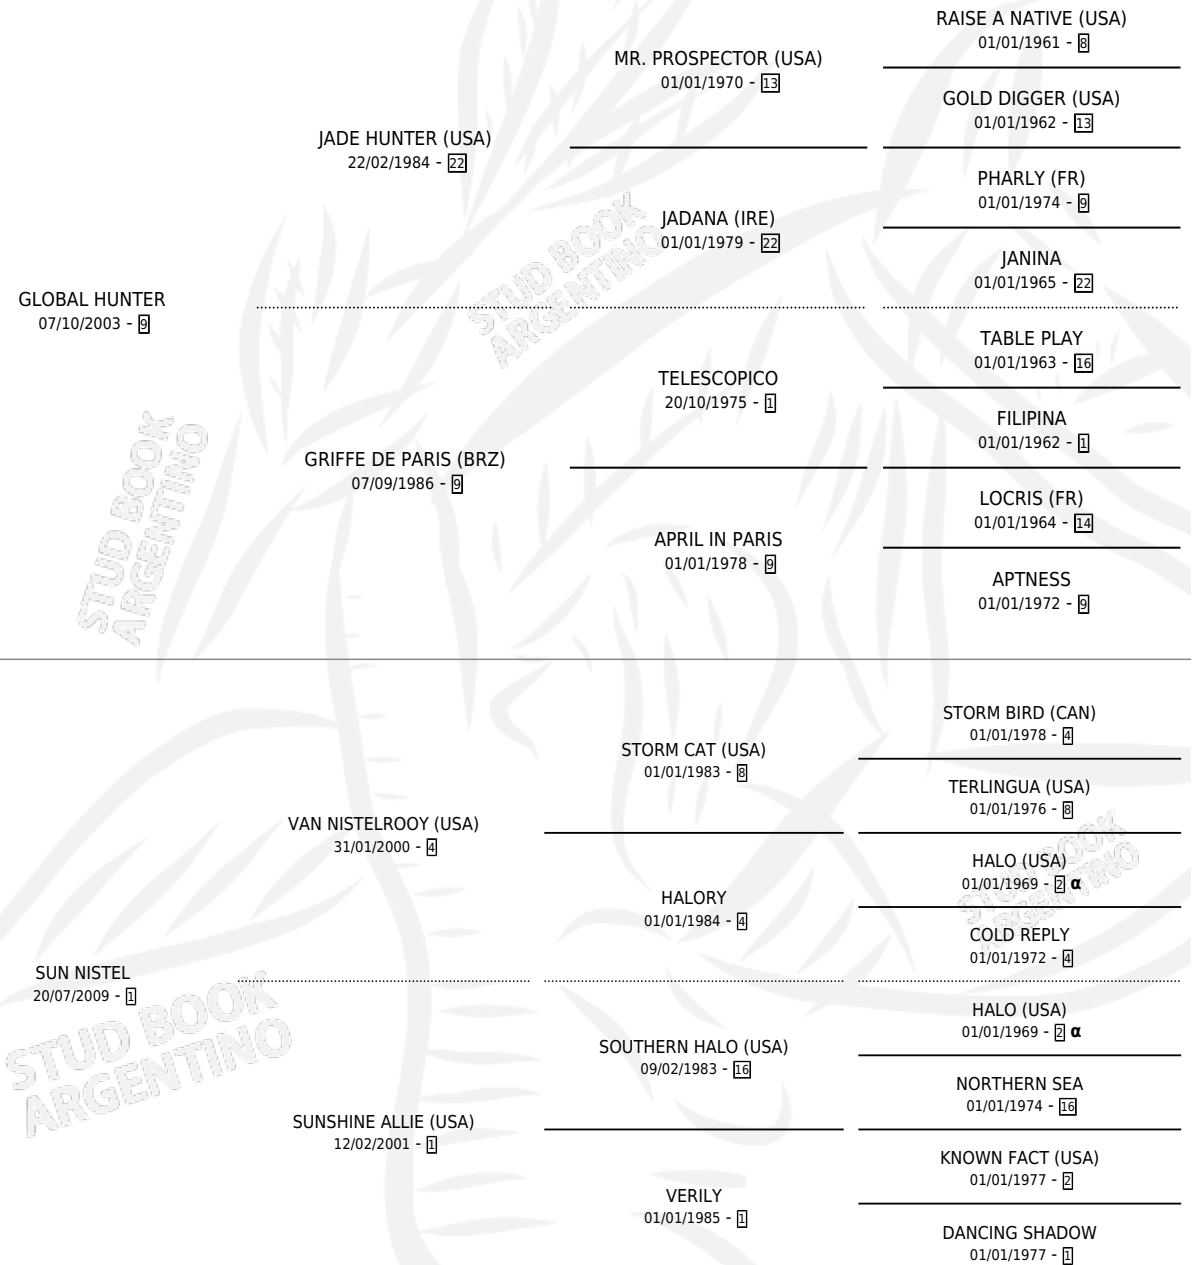 RAISE A NATIVE (USA)
01/01/1961 - 8
MR. PROSPECTOR (USA)
01/01/1970 - 13
GOLD DIGGER (USA)
01/01/1962 - 13
JADE HUNTER (USA)
22/02/1984 - 22
PHARLY (FR)
01/01/1974 - 9
JADANA (IRE)
01/01/1979 - 22
JANINA
01/01/1965 - 22
GLOBAL HUNTER
07/10/2003 - 9
TABLE PLAY
01/01/1963 - 16
TELESCOPICO
20/10/1975 - 1
FILIPINA
01/01/1962 - 1
GRIFFE DE PARIS (BRZ)
07/09/1986 - 9
LOCRIS (FR)
01/01/1964 - 14
APRIL IN PARIS
01/01/1978 - 9
APTNESS
01/01/1972 - 9
STORM BIRD (CAN)
01/01/1978 - 4
STORM CAT (USA)
01/01/1983 - 8
TERLINGUA (USA)
01/01/1976 - 8
VAN NISTELROOY (USA)
31/01/2000 - 4
HALO (USA)
01/01/1969 - 2 α
HALORY
01/01/1984 - 4
COLD REPLY
01/01/1972 - 4
SUN NISTEL
20/07/2009 - 1
HALO (USA)
01/01/1969 - 2 α
SOUTHERN HALO (USA)
09/02/1983 - 16
NORTHERN SEA
01/01/1974 - 16
SUNSHINE ALLIE (USA)
12/02/2001 - 1
KNOWN FACT (USA)
01/01/1977 - 2
VERILY
01/01/1985 - 1
DANCING SHADOW
01/01/1977 - 1
STUD BOOK
ARGENTINO
STUD BOOK
ARGENTINO
STUD BOOK
ARGENTINO
STUD BOOK
ARGENTINO